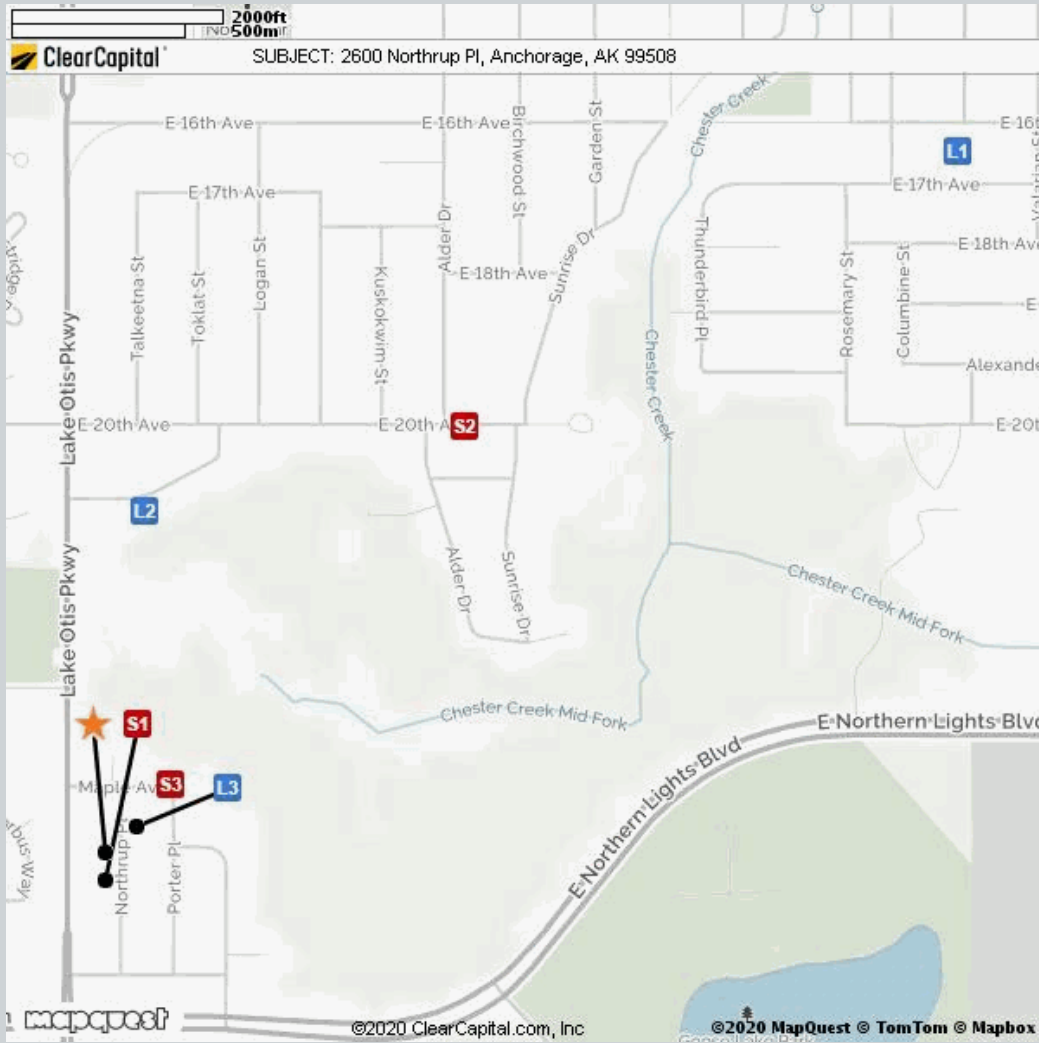 2000ft
500m
ClearCapital
SUBJECT: 2600 Northrup Pl, Anchorage, AK 99508
Chester Creek
E 16th Ave
E 16th Ave
Birchwood St
Garden St
L1
E 17th Ave
E 17th Ave
Alder Dr
Thunderbird Pl
E 18th Ave
E 18th Ave
Sunrise Dr
Talkeetna St
Toklat St
Logan St
Kuskokwim St
Rosemary St
Columbine St
Lake Otis Pkwy
Chester Creek
E 20th Ave
E 20th A
S2
L2
Alder Dr
Sunrise Dr
Lake Otis Pkwy
Chester Creek Mid Fork
Chester Creek Mid Fork
S1
E Northern Lights Blvd
E Northern Lights Blvd
Maple Av
S3
L3
Northrup Pl
Porter Pl
mapquest
©2020 ClearCapital.com, Inc
©2020 MapQuest © TomTom © Mapbox